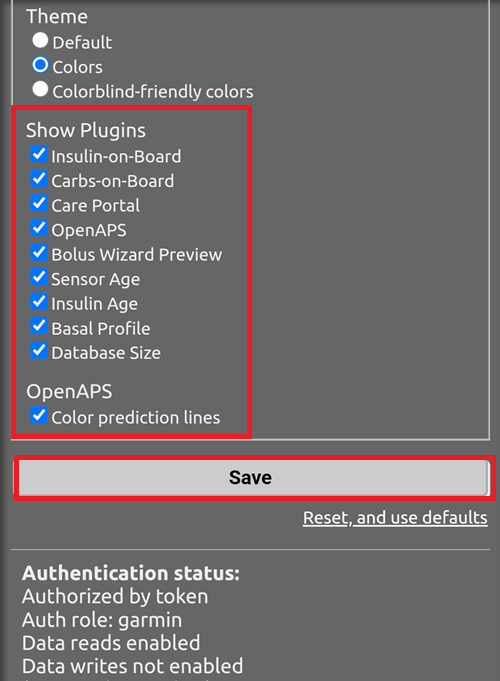 Theme
Default
Colors
Colorblind-friendly colors
Show Plugins
Insulin-on-Board
Carbs-on-Board
Care Portal
OpenAPS
Bolus Wizard Preview
Sensor Age
Insulin Age
Basal Profile
Database Size
OpenAPS
Color prediction lines
Save
Reset, and use defaults
Authentication status:
Authorized by token
Auth role: garmin
Data reads enabled
Data writes not enabled